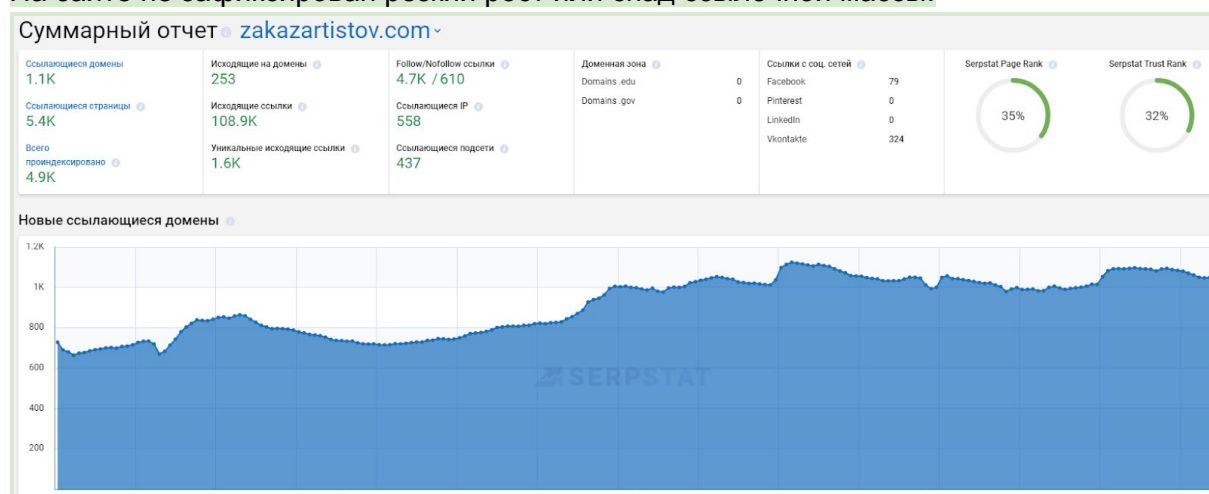 На сайте не зафиксирован резкий рост или спад ссылочной массы.
Суммарный отчет zakazartistov.com
Ссылающиеся домены
1.1K
Ссылающиеся страницы
5.4K
Всего
проиндексировано
4.9K
Исходящие на домены
253
Исходящие ссылки
108.9K
Уникальные исходящие ссылки
1.6K
Follow/Nofollow ссылки
4.7K / 610
Ссылающиеся IP
558
Ссылающиеся подсети
437
Доменная зона
Domains .edu 0
Domains .gov 0
Ссылки с соц. сетей
Facebook 79
Pinterest 0
LinkedIn 0
Vkontakte 324
Serpstat Page Rank
35%
Serpstat Trust Rank
32%
Новые ссылающиеся домены
1.2K
1K
800
600
400
200
SERPSTAT